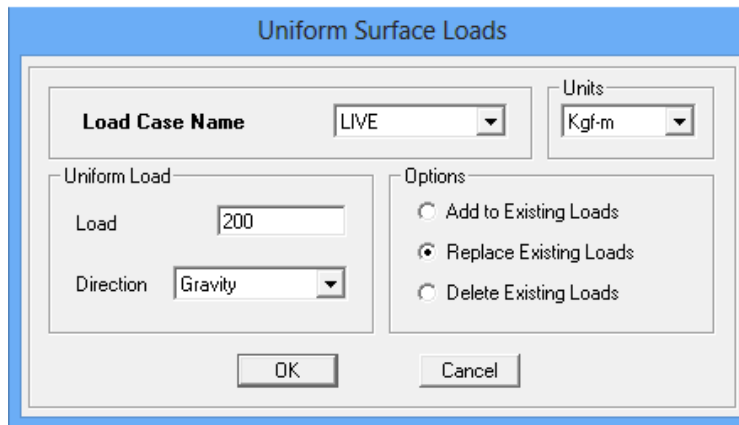 Uniform Surface Loads
Units
Load Case Name LIVE Kgf-m
Uniform Load Options
Load 200 Add to Existing Loads
Replace Existing Loads
Direction Gravity Delete Existing Loads
OK Cancel